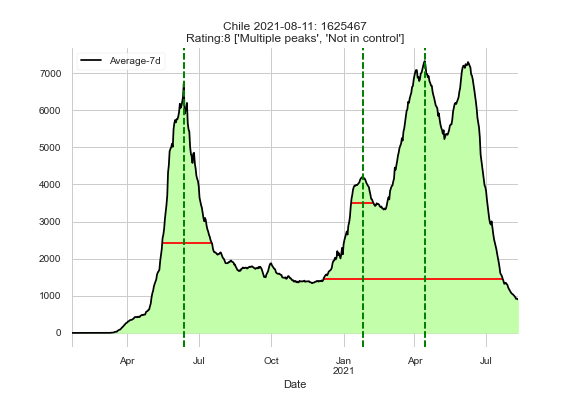 Chile 2021-08-11: 1625467
Rating:8 ['Multiple peaks', 'Not in control']
Average-7d
7000
6000
5000
4000
3000
2000
1000
0
Apr Jul Oct Jan Apr Jul
2021
Date